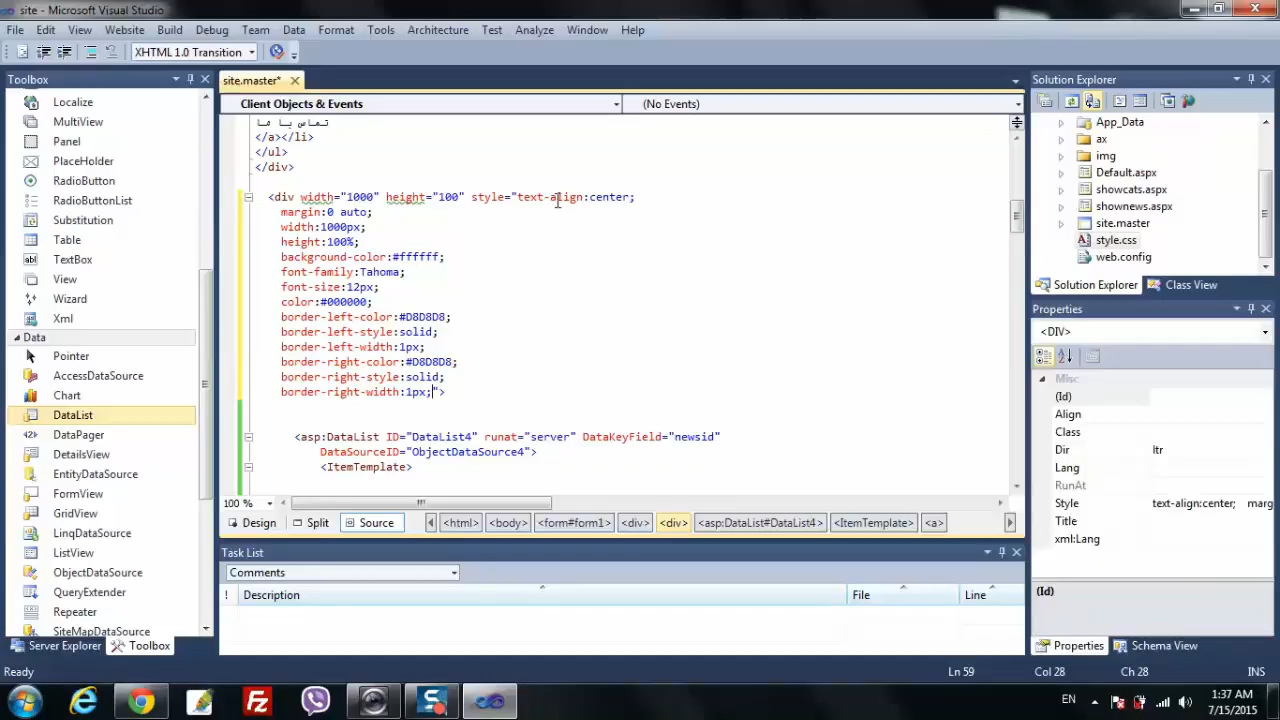 site - Microsoft Visual Studio
File Edit View Website Build Debug Team Data Format Tools Architecture Test Analyze Window Help
XHTML 1.0 Transition
Toolbox
Localize
MultiView
Panel
PlaceHolder
RadioButton
RadioButtonList
Substitution
Table
TextBox
View
Wizard
Xml
Data
Pointer
AccessDataSource
Chart
DataList
DataPager
DetailsView
EntityDataSource
FormView
GridView
LinqDataSource
ListView
ObjectDataSource
QueryExtender
Repeater
SiteMapDataSource
Server Explorer Toolbox
site.master*
Client Objects & Events (No Events)
تماس با ما
</a></li>
</ul>
</div>
<div width="1000" height="100" style="text-align:center;
margin:0 auto;
width:1000px;
height:100%;
background-color:#ffffff;
font-family:Tahoma;
font-size:12px;
color:#000000;
border-left-color:#D8D8D8;
border-left-style:solid;
border-left-width:1px;
border-right-color:#D8D8D8;
border-right-style:solid;
border-right-width:1px;">
<asp:DataList ID="DataList4" runat="server" DataKeyField="newsid"
DataSourceID="ObjectDataSource4">
<ItemTemplate>
100 %
Design Split Source <html> <body> <form#form1> <div> <div> <asp:DataList#DataList4> <ItemTemplate> <a>
Task List
Comments
! Description File Line
Solution Explorer
App_Data
ax
img
Default.aspx
showcats.aspx
shownews.aspx
site.master
style.css
web.config
Solution Explorer Class View
Properties
<DIV>
Misc
(Id)
Align
Class
Dir ltr
Lang
RunAt
Style text-align:center; marg
Title
xml:Lang
(Id)
Properties Schema View
Ready Ln 59 Col 28 Ch 28 INS
EN 1:37 AM
7/15/2015